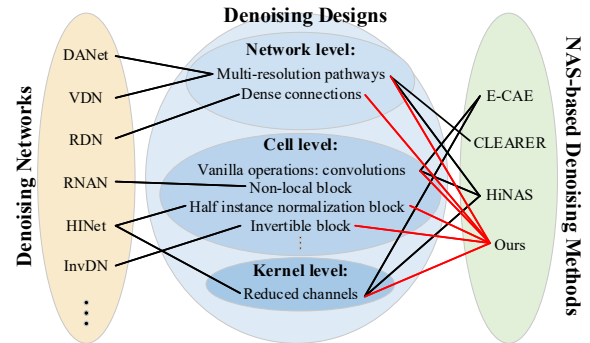 Denoising Designs
Denoising Networks
DANet
VDN
RDN
RNAN
HINet
InvDN
Network level:
Multi-resolution pathways
Dense connections
Cell level:
Vanilla operations: convolutions
Non-local block
Half instance normalization block
Invertible block
Kernel level:
Reduced channels
E-CAE
CLEARER
HiNAS
Ours
NAS-based Denoising Methods